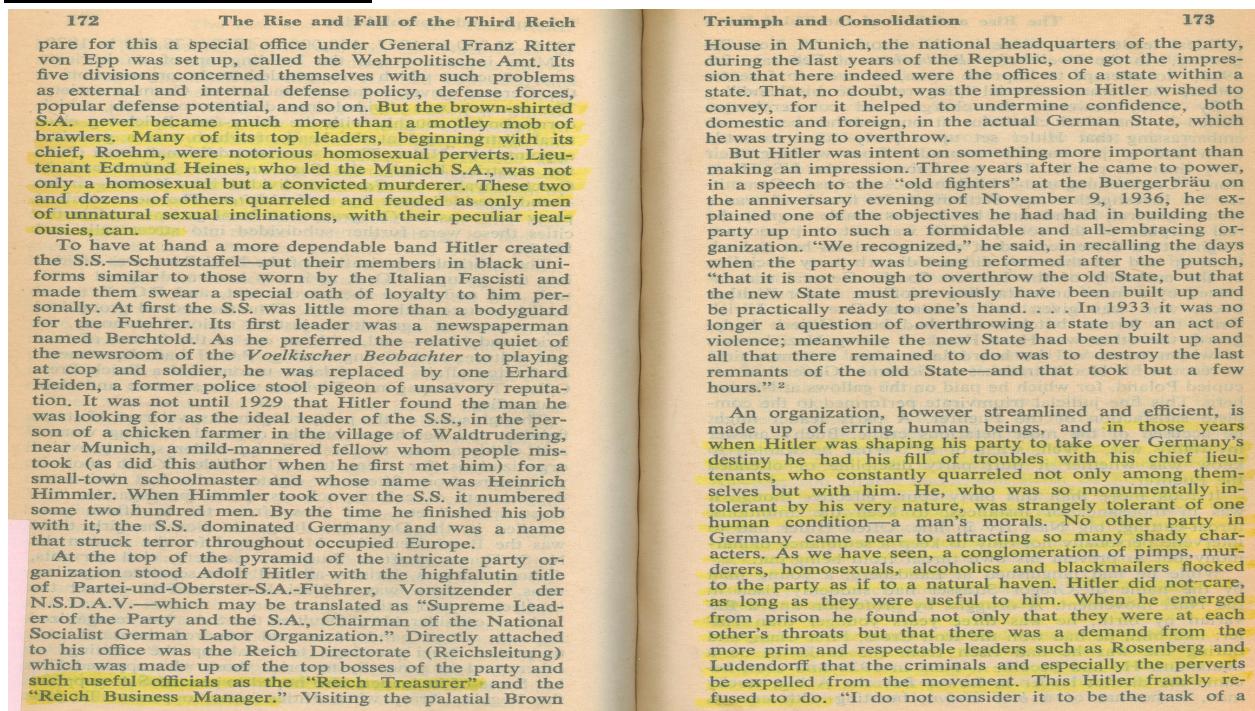 172 The Rise and Fall of the Third Reich
pare for this a special office under General Franz Ritter
von Epp was set up, called the Wehrpolitische Amt. Its
five divisions concerned themselves with such problems
as external and internal defense policy, defense forces,
popular defense potential, and so on. But the brown-shirted
S.A. never became much more than a motley mob of
brawlers. Many of its top leaders, beginning with its
chief, Roehm, were notorious homosexual perverts. Lieu-
tenant Edmund Heines, who led the Munich S.A., was not
only a homosexual but a convicted murderer. These two
and dozens of others quarreled and feuded as only men
of unnatural sexual inclinations, with their peculiar jeal-
ousies, can.
To have at hand a more dependable band Hitler created
the S.S.—Schutzstaffel—put their members in black uni-
forms similar to those worn by the Italian Fascisti and
made them swear a special oath of loyalty to him per-
sonally. At first the S.S. was little more than a bodyguard
for the Fuehrer. Its first leader was a newspaperman
named Berchtold. As he preferred the relative quiet of
the newsroom of the Voelkischer Beobachter to playing
at cop and soldier, he was replaced by one Erhard
Heiden, a former police stool pigeon of unsavory reputa-
tion. It was not until 1929 that Hitler found the man he
was looking for as the ideal leader of the S.S., in the per-
son of a chicken farmer in the village of Waldtrudering,
near Munich, a mild-mannered fellow whom people mis-
took (as did this author when he first met him) for a
small-town schoolmaster and whose name was Heinrich
Himmler. When Himmler took over the S.S. it numbered
some two hundred men. By the time he finished his job
with it, the S.S. dominated Germany and was a name
that struck terror throughout occupied Europe.
At the top of the pyramid of the intricate party or-
ganization stood Adolf Hitler with the highfalutin title
of Partei-und-Oberster-S.A.-Fuehrer, Vorsitzender der
N.S.D.A.V.—which may be translated as “Supreme Lead-
er of the Party and the S.A., Chairman of the National
Socialist German Labor Organization.” Directly attached
to his office was the Reich Directorate (Reichsleitung)
which was made up of the top bosses of the party and
such useful officials as the “Reich Treasurer” and the
“Reich Business Manager.” Visiting the palatial Brown
Triumph and Consolidation 173
House in Munich, the national headquarters of the party,
during the last years of the Republic, one got the impres-
sion that here indeed were the offices of a state within a
state. That, no doubt, was the impression Hitler wished to
convey, for it helped to undermine confidence, both
domestic and foreign, in the actual German State, which
he was trying to overthrow.
But Hitler was intent on something more important than
making an impression. Three years after he came to power,
in a speech to the “old fighters” at the Buergerbräu on
the anniversary evening of November 9, 1936, he ex-
plained one of the objectives he had had in building the
party up into such a formidable and all-embracing or-
ganization. “We recognized,” he said, in recalling the days
when the party was being reformed after the putsch,
“that it is not enough to overthrow the old State, but that
the new State must previously have been built up and
be practically ready to one's hand. . . . In 1933 it was no
longer a question of overthrowing a state by an act of
violence; meanwhile the new State had been built up and
all that there remained to do was to destroy the last
remnants of the old State—and that took but a few
hours.” ²
An organization, however streamlined and efficient, is
made up of erring human beings, and in those years
when Hitler was shaping his party to take over Germany's
destiny he had his fill of troubles with his chief lieu-
tenants, who constantly quarreled not only among them-
selves but with him. He, who was so monumentally in-
tolerant by his very nature, was strangely tolerant of one
human condition—a man's morals. No other party in
Germany came near to attracting so many shady char-
acters. As we have seen, a conglomeration of pimps, mur-
derers, homosexuals, alcoholics and blackmailers flocked
to the party as if to a natural haven. Hitler did not care,
as long as they were useful to him. When he emerged
from prison he found not only that they were at each
other's throats but that there was a demand from the
more prim and respectable leaders such as Rosenberg and
Ludendorff that the criminals and especially the perverts
be expelled from the movement. This Hitler frankly re-
fused to do. “I do not consider it to be the task of a